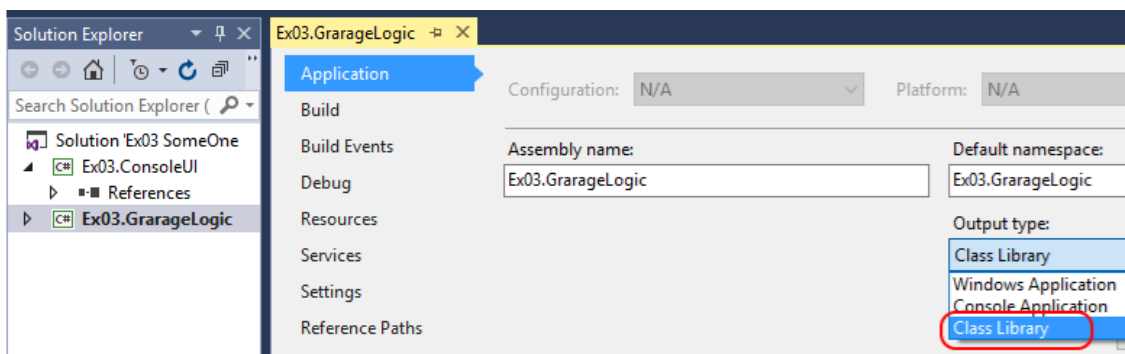 Solution Explorer
Search Solution Explorer (
Solution 'Ex03 SomeOne
C# Ex03.ConsoleUI
References
C# Ex03.GrarageLogic
Ex03.GrarageLogic
Application
Build
Build Events
Debug
Resources
Services
Settings
Reference Paths
Configuration: N/A Platform: N/A
Assembly name: Default namespace:
Ex03.GrarageLogic Ex03.GrarageLogic
Output type:
Class Library
Windows Application
Console Application
Class Library